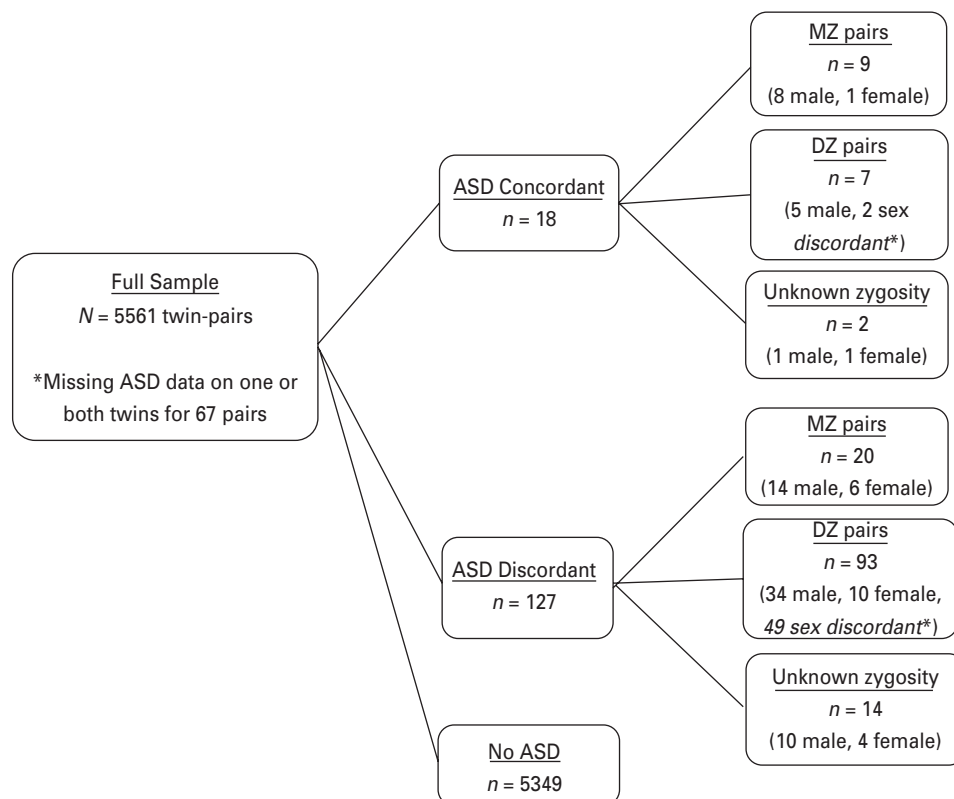 Full Sample
N = 5561 twin-pairs
*Missing ASD data on one or
both twins for 67 pairs
ASD Concordant
n = 18
MZ pairs
n = 9
(8 male, 1 female)
DZ pairs
n = 7
(5 male, 2 sex
discordant*)
Unknown zygosity
n = 2
(1 male, 1 female)
ASD Discordant
n = 127
MZ pairs
n = 20
(14 male, 6 female)
DZ pairs
n = 93
(34 male, 10 female,
49 sex discordant*)
Unknown zygosity
n = 14
(10 male, 4 female)
No ASD
n = 5349